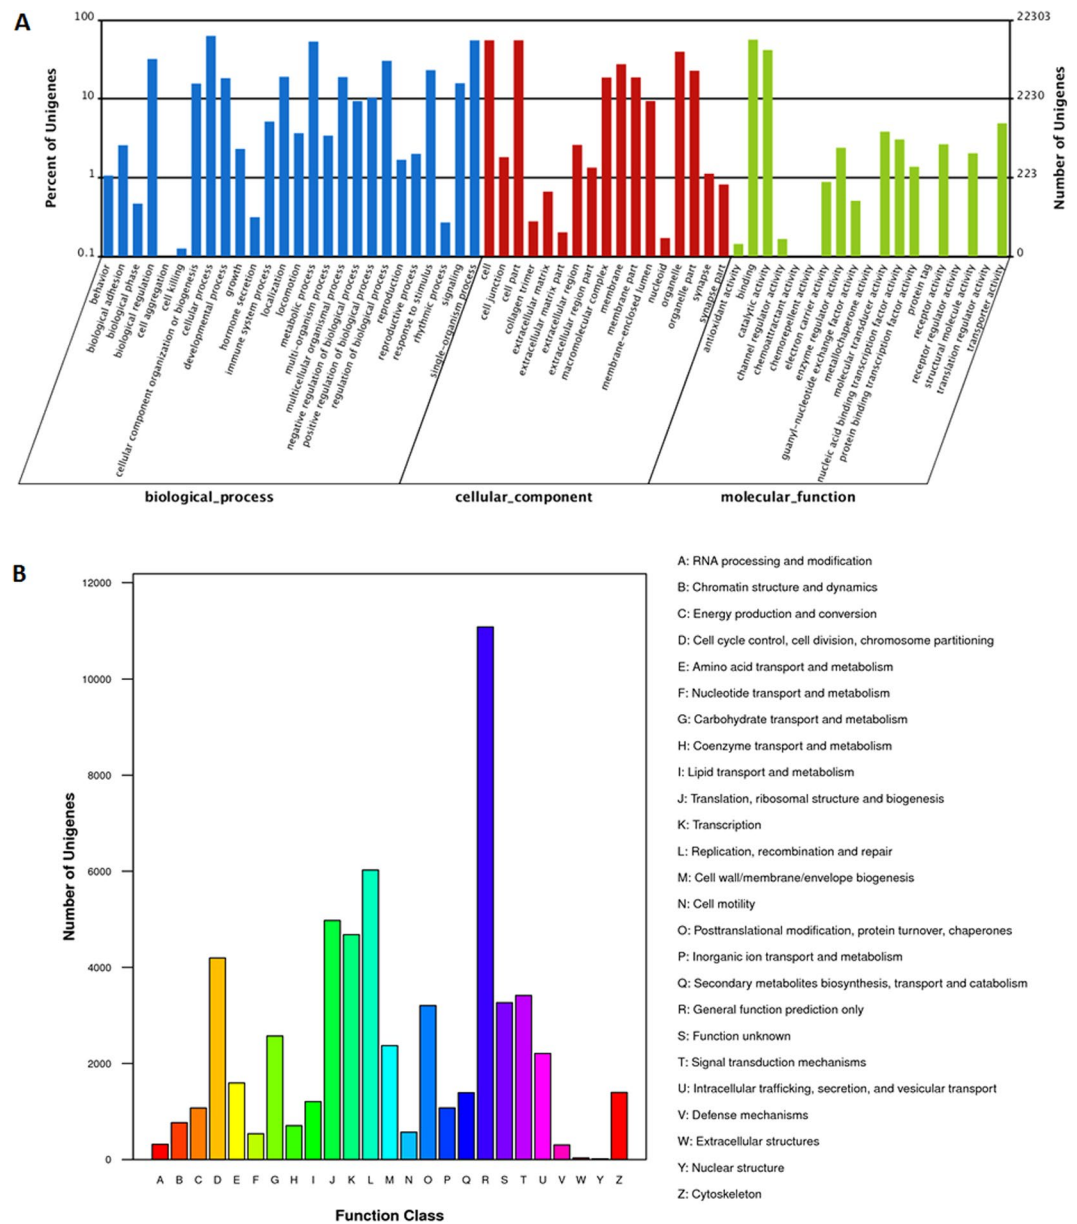 A
100
22303
10
2230
1
223
0.1
0
Percent of Unigenes
Number of Unigenes
behavior
biological adhesion
biological phase
biological regulation
cell aggregation
cell killing
cellular component organization or biogenesis
cellular process
developmental process
growth
hormone secretion
immune system process
localization
locomotion
metabolic process
multi-organism process
multicellular organismal process
negative regulation of biological process
positive regulation of biological process
regulation of biological process
reproduction
reproductive process
response to stimulus
rhythmic process
signaling
single-organism process
cell
cell junction
cell part
collagen trimer
extracellular matrix
extracellular matrix part
extracellular region
extracellular region part
macromolecular complex
membrane
membrane part
membrane-enclosed lumen
nucleoid
organelle
organelle part
synapse
synapse part
antioxidant activity
binding
catalytic activity
channel regulator activity
chemoattractant activity
chemorepellent activity
electron carrier activity
enzyme regulator activity
guanyl-nucleotide exchange factor activity
metallochaperone activity
molecular transducer activity
nucleic acid binding transcription factor activity
protein binding transcription factor activity
protein tag
receptor activity
receptor regulator activity
structural molecule activity
translation regulator activity
transporter activity
biological_process
cellular_component
molecular_function
B
12000
10000
8000
6000
4000
2000
0
Number of Unigenes
A B C D E F G H I J K L M N O P Q R S T U V W Y Z
Function Class
A: RNA processing and modification
B: Chromatin structure and dynamics
C: Energy production and conversion
D: Cell cycle control, cell division, chromosome partitioning
E: Amino acid transport and metabolism
F: Nucleotide transport and metabolism
G: Carbohydrate transport and metabolism
H: Coenzyme transport and metabolism
I: Lipid transport and metabolism
J: Translation, ribosomal structure and biogenesis
K: Transcription
L: Replication, recombination and repair
M: Cell wall/membrane/envelope biogenesis
N: Cell motility
O: Posttranslational modification, protein turnover, chaperones
P: Inorganic ion transport and metabolism
Q: Secondary metabolites biosynthesis, transport and catabolism
R: General function prediction only
S: Function unknown
T: Signal transduction mechanisms
U: Intracellular trafficking, secretion, and vesicular transport
V: Defense mechanisms
W: Extracellular structures
Y: Nuclear structure
Z: Cytoskeleton